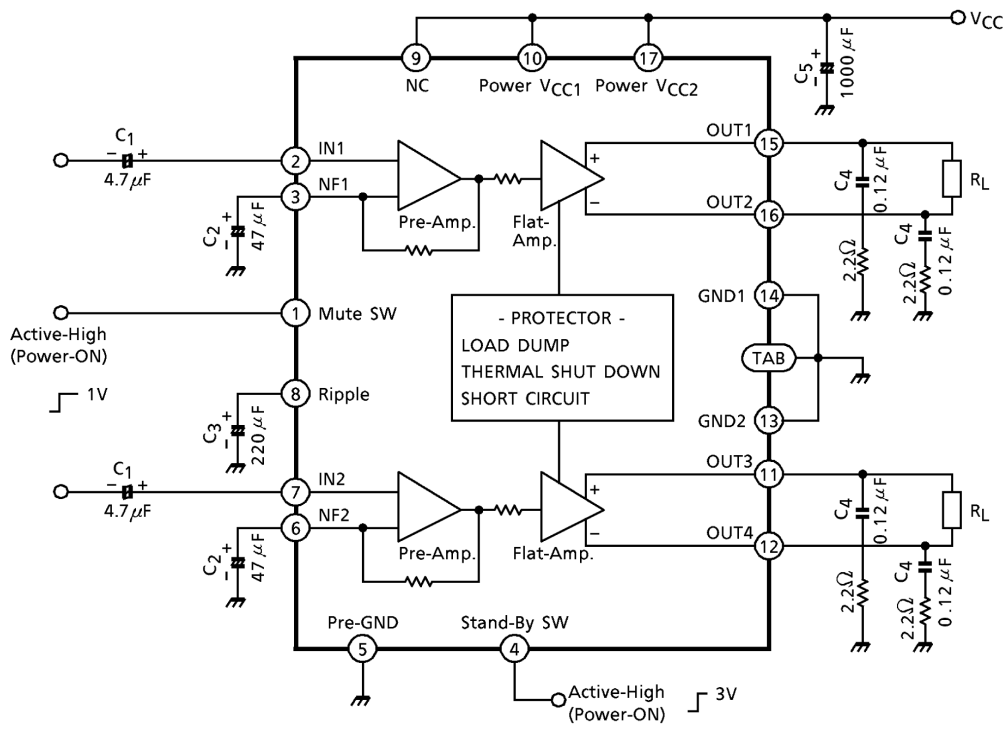 VCC
9
10
17
NC
Power VCC1
Power VCC2
C5
+
−
1000 μF
C1
− +
4.7μF
2
IN1
3
NF1
C2
+
−
47 μF
Pre-Amp.
Flat-
Amp.
+
−
OUT1
15
OUT2
16
C4
0.12 μF
2.2Ω
C4
0.12 μF
2.2Ω
RL
1
Mute SW
Active-High
(Power-ON)
1V
8
Ripple
C3
+
−
220 μF
- PROTECTOR -
LOAD DUMP
THERMAL SHUT DOWN
SHORT CIRCUIT
GND1
14
TAB
GND2
13
C1
− +
4.7μF
7
IN2
6
NF2
C2
+
−
47 μF
Pre-Amp.
Flat-Amp.
+
−
OUT3
11
OUT4
12
C4
0.12 μF
2.2Ω
C4
0.12 μF
2.2Ω
RL
Pre-GND
5
Stand-By SW
4
Active-High
(Power-ON)
3V